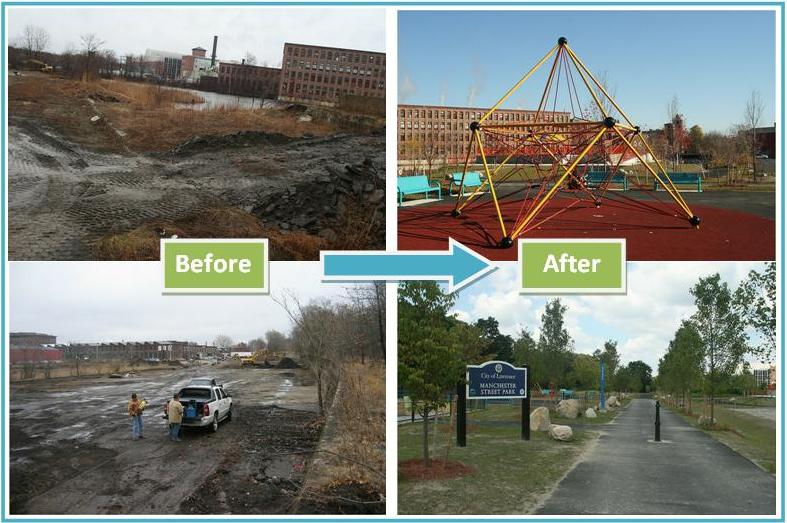 Before
After
City of Lawrence
MANCHESTER
STREET PARK